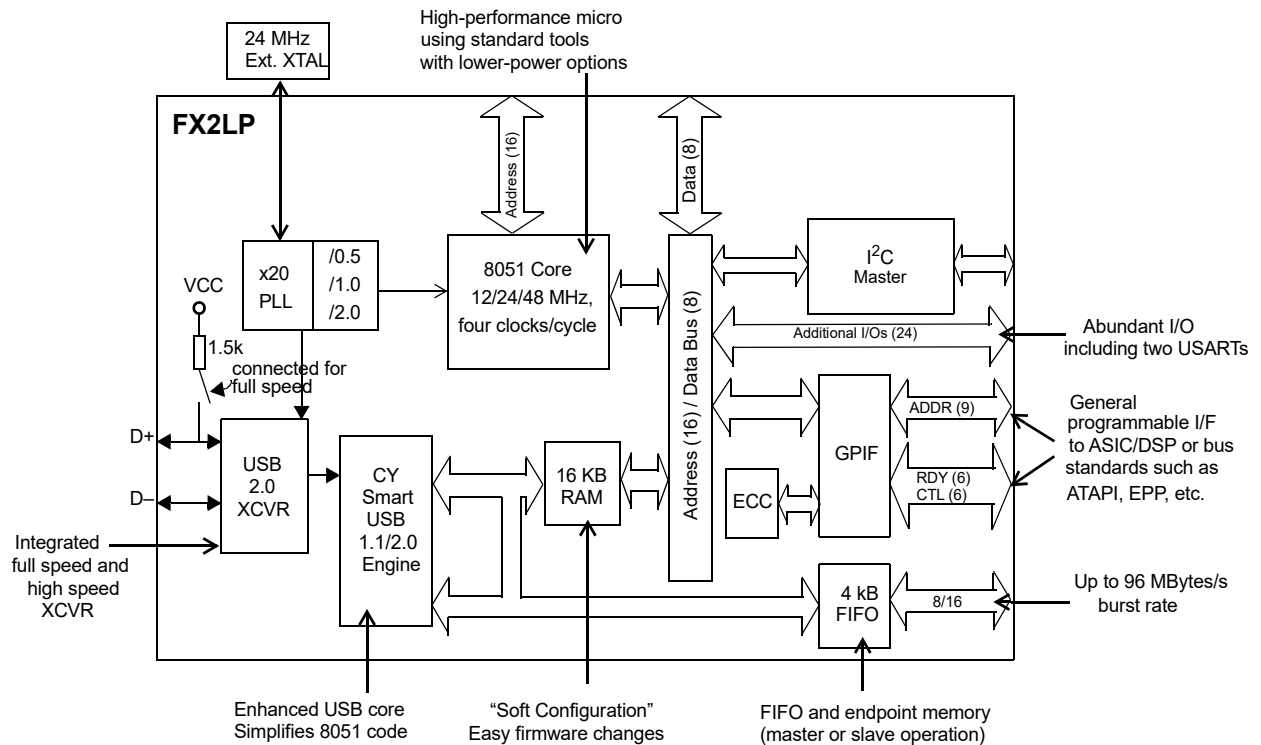 High-performance micro
using standard tools
with lower-power options
24 MHz
Ext. XTAL
FX2LP
Address (16)
Data (8)
x20
PLL
/0.5
/1.0
/2.0
8051 Core
12/24/48 MHz,
four clocks/cycle
I²C
Master
VCC
1.5k
connected for
full speed
Additional I/Os (24)
Abundant I/O
including two USARTs
Address (16) / Data Bus (8)
D+
D–
USB
2.0
XCVR
CY
Smart
USB
1.1/2.0
Engine
16 KB
RAM
ECC
GPIF
ADDR (9)
RDY (6)
CTL (6)
General
programmable I/F
to ASIC/DSP or bus
standards such as
ATAPI, EPP, etc.
Integrated
full speed and
high speed
XCVR
4 kB
FIFO
8/16
Up to 96 MBytes/s
burst rate
Enhanced USB core
Simplifies 8051 code
“Soft Configuration”
Easy firmware changes
FIFO and endpoint memory
(master or slave operation)